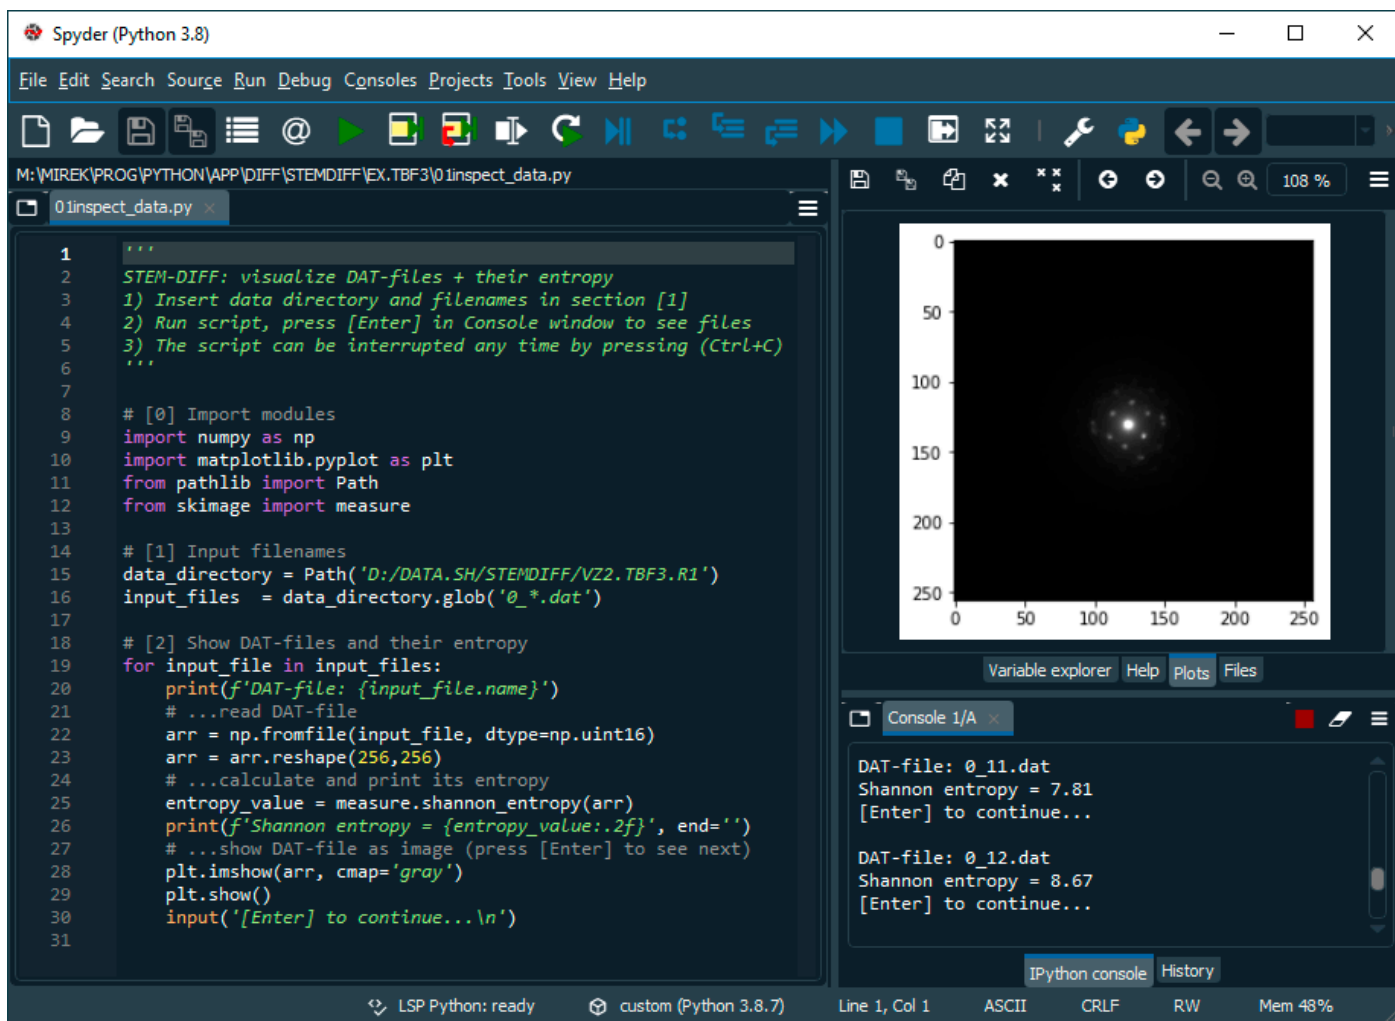 Spyder (Python 3.8)
File Edit Search Source Run Debug Consoles Projects Tools View Help
M:\MIREK\PROG\PYTHON\APP\DIFF\STEMDIFF\EX.TBF3\01inspect_data.py
01inspect_data.py
1 '''
2 STEM-DIFF: visualize DAT-files + their entropy
3 1) Insert data directory and filenames in section [1]
4 2) Run script, press [Enter] in Console window to see files
5 3) The script can be interrupted any time by pressing (Ctrl+C)
6 '''
7
8 # [0] Import modules
9 import numpy as np
10 import matplotlib.pyplot as plt
11 from pathlib import Path
12 from skimage import measure
13
14 # [1] Input filenames
15 data_directory = Path('D:/DATA.SH/STEMDIFF/VZ2.TBF3.R1')
16 input_files  = data_directory.glob('0_*.dat')
17
18 # [2] Show DAT-files and their entropy
19 for input_file in input_files:
20     print(f'DAT-file: {input_file.name}')
21     # ...read DAT-file
22     arr = np.fromfile(input_file, dtype=np.uint16)
23     arr = arr.reshape(256,256)
24     # ...calculate and print its entropy
25     entropy_value = measure.shannon_entropy(arr)
26     print(f'Shannon entropy = {entropy_value:.2f}', end='')
27     # ...show DAT-file as image (press [Enter] to see next)
28     plt.imshow(arr, cmap='gray')
29     plt.show()
30     input('[Enter] to continue...\n')
31
108 %
0
50
100
150
200
250
0 50 100 150 200 250
Variable explorer Help Plots Files
Console 1/A
DAT-file: 0_11.dat
Shannon entropy = 7.81
[Enter] to continue...
DAT-file: 0_12.dat
Shannon entropy = 8.67
[Enter] to continue...
IPython console History
LSP Python: ready custom (Python 3.8.7) Line 1, Col 1 ASCII CRLF RW Mem 48%